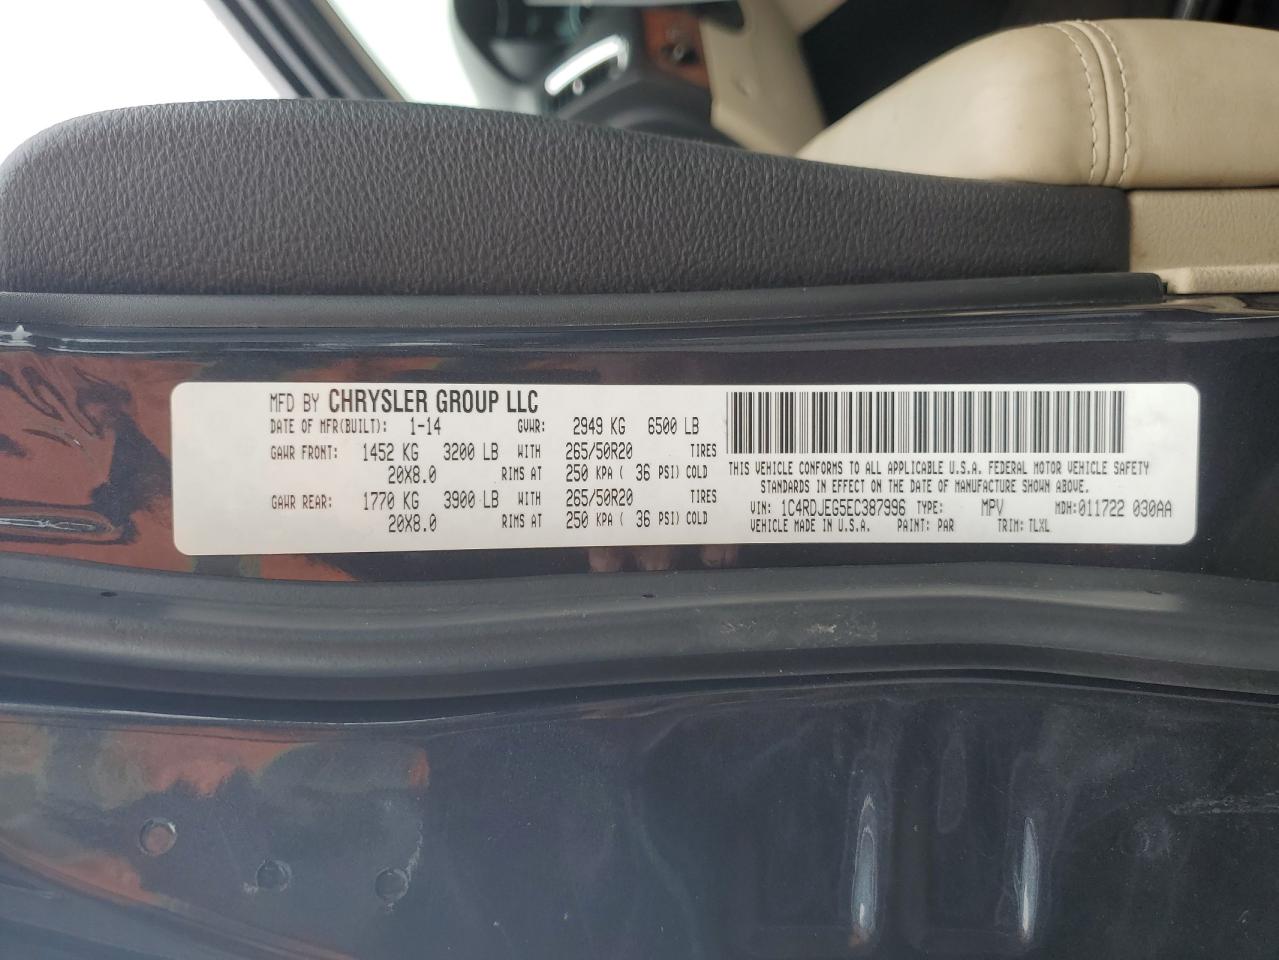 MFD BY CHRYSLER GROUP LLC
DATE OF MFR(BUILT): 1-14 GVWR: 2949 KG 6500 LB
GAWR FRONT: 1452 KG 3200 LB WITH 265/50R20 TIRES
20X8.0 RIMS AT 250 KPA ( 36 PSI) COLD
GAWR REAR: 1770 KG 3900 LB WITH 265/50R20 TIRES
20X8.0 RIMS AT 250 KPA ( 36 PSI) COLD
THIS VEHICLE CONFORMS TO ALL APPLICABLE U.S.A. FEDERAL MOTOR VEHICLE SAFETY
STANDARDS IN EFFECT ON THE DATE OF MANUFACTURE SHOWN ABOVE.
VIN: 1C4RDJEG5EC387996 TYPE: MPV MDH:011722 030AA
VEHICLE MADE IN U.S.A. PAINT: PAR TRIM: TLXL